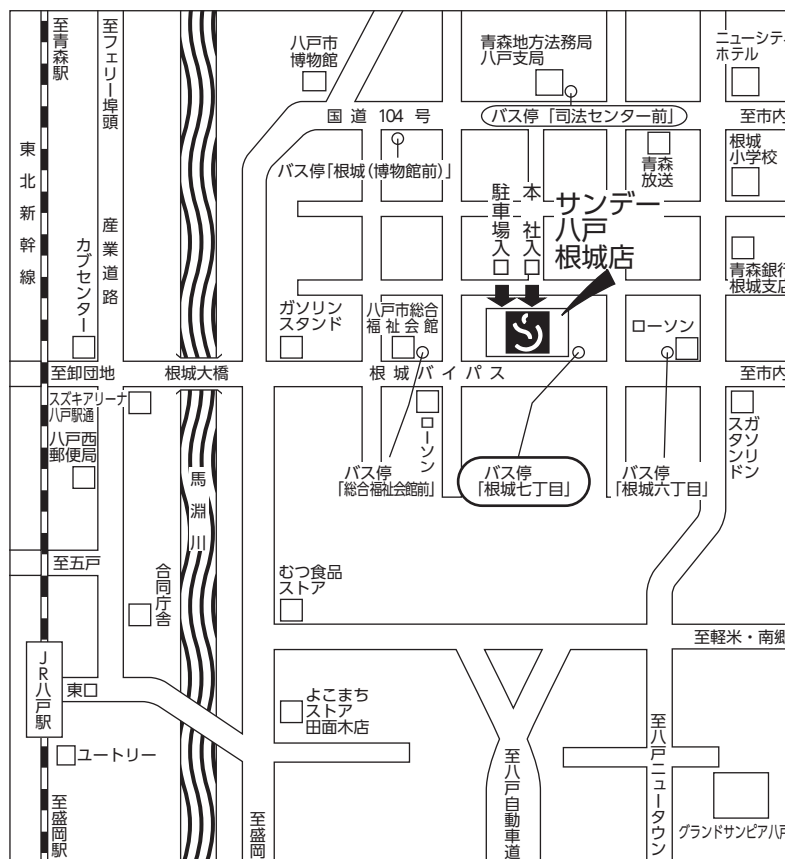 至青森駅
至フェリー埠頭
八戸市
博物館
青森地方法務局
八戸支局
ホテル
国道104号
バス停「司法センター前」
至市内
バス停「根城(博物館前)」
青森
放送
根城
小学校
東北新幹線
産業道路
カブセンター
駐車場入口
本社入口
サンデー
八戸
根城店
青森銀行
根城支店
ガソリン
スタンド
八戸市総合
福祉会館
ローソン
至卸団地
根城大橋
根城バイパス
至市内
スズキアリーナ
八戸駅通
八戸西
郵便局
馬淵川
ローソン
バス停
「総合福祉会館前」
バス停
「根城七丁目」
バス停
「根城六丁目」
ガソリン
スタンド
至五戸
合同庁舎
むつ食品
ストア
至軽米・南郷
JR八戸駅
東口
よこまち
ストア
田面木店
ユートリー
至盛岡駅
至盛岡
至八戸自動車道
至八戸ニュータウン
グランドサンピア八戸